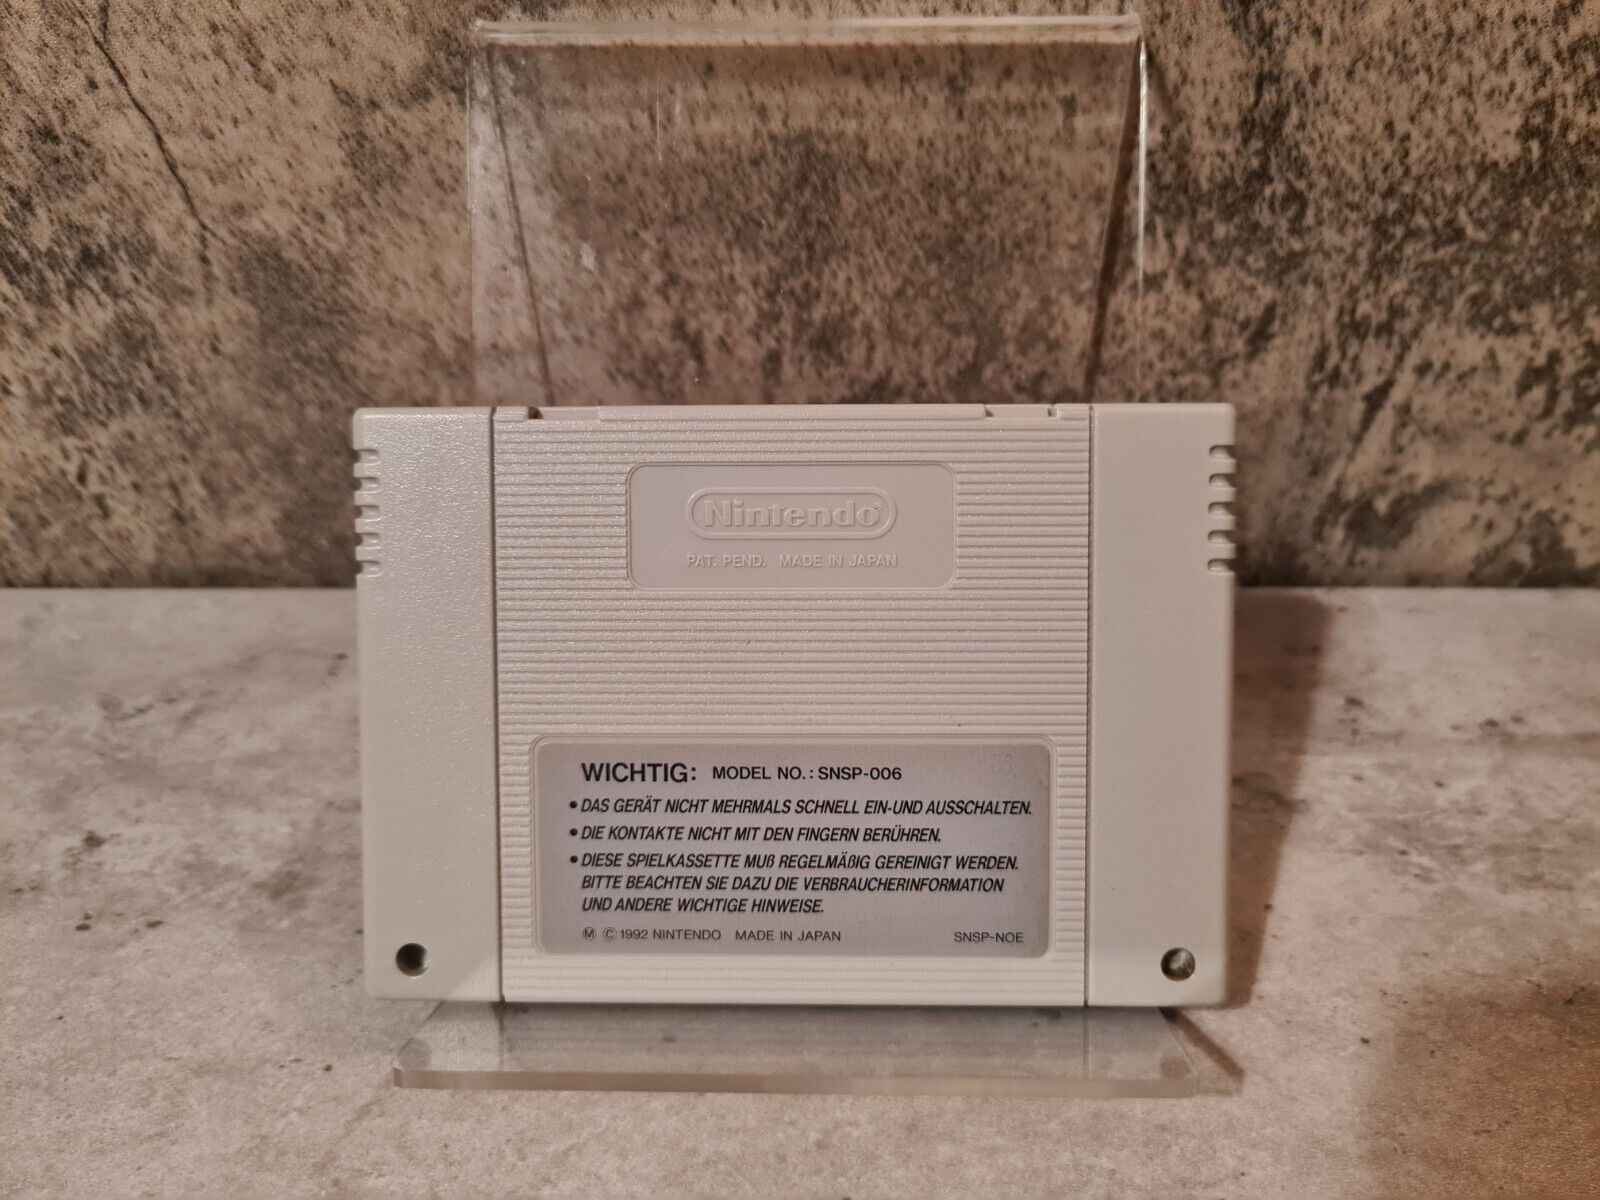 Nintendo
PAT. PEND. MADE IN JAPAN
WICHTIG: MODEL NO.: SNSP-006
• DAS GERÄT NICHT MEHRMALS SCHNELL EIN-UND AUSSCHALTEN.
• DIE KONTAKTE NICHT MIT DEN FINGERN BERÜHREN.
• DIESE SPIELKASSETTE MUß REGELMÄßIG GEREINIGT WERDEN.
BITTE BEACHTEN SIE DAZU DIE VERBRAUCHERINFORMATION
UND ANDERE WICHTIGE HINWEISE.
Ⓜ © 1992 NINTENDO MADE IN JAPAN SNSP-NOE